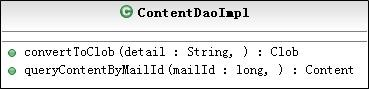 ContentDaoImpl
convertToClob(detail : String, ) : Clob
queryContentByMailId(mailId : long, ) : Content